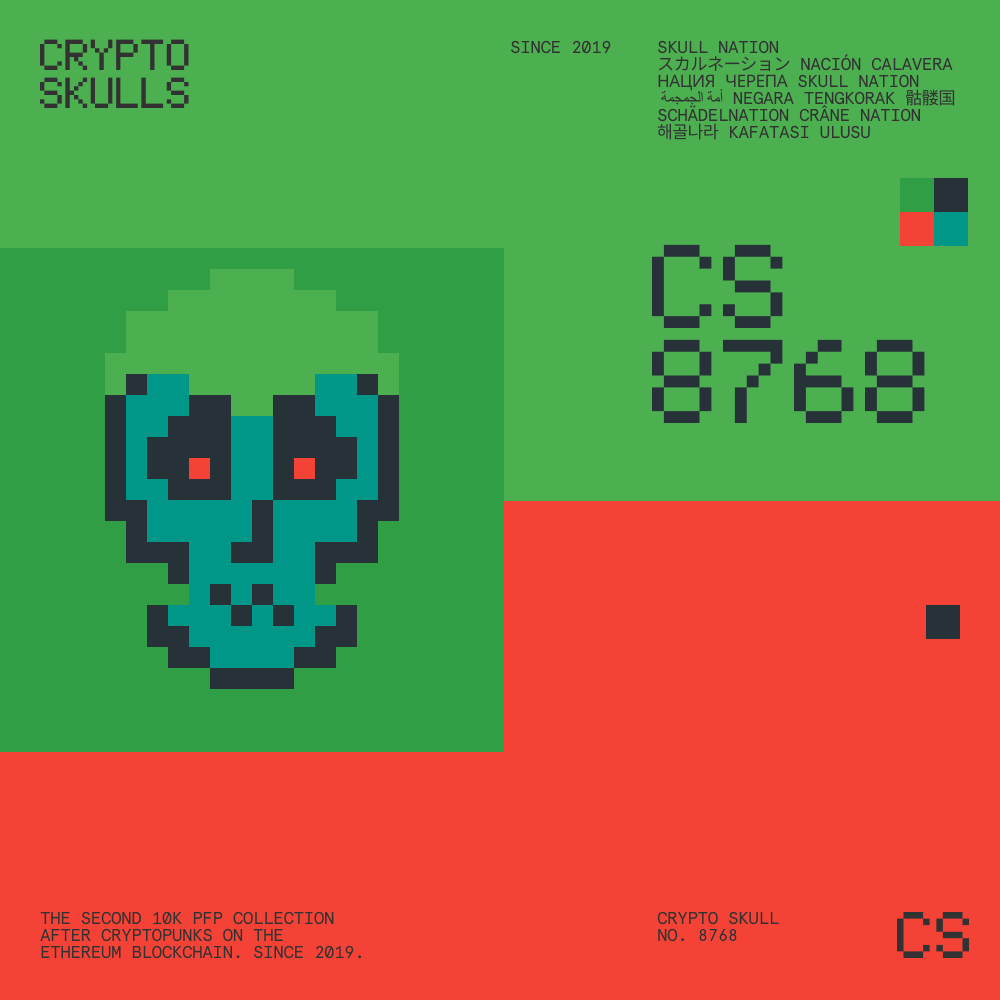 CRYPTO
SKULLS
SINCE 2019
SKULL NATION
スカルネーション NACIÓN CALAVERA
НАЦИЯ ЧЕРЕПА SKULL NATION
أمة الجمجمة NEGARA TENGKORAK 骷髅国
SCHÄDELNATION CRÂNE NATION
해골나라 KAFATASI ULUSU
CS
8768
THE SECOND 10K PFP COLLECTION
AFTER CRYPTOPUNKS ON THE
ETHEREUM BLOCKCHAIN. SINCE 2019.
CRYPTO SKULL
NO. 8768
CS